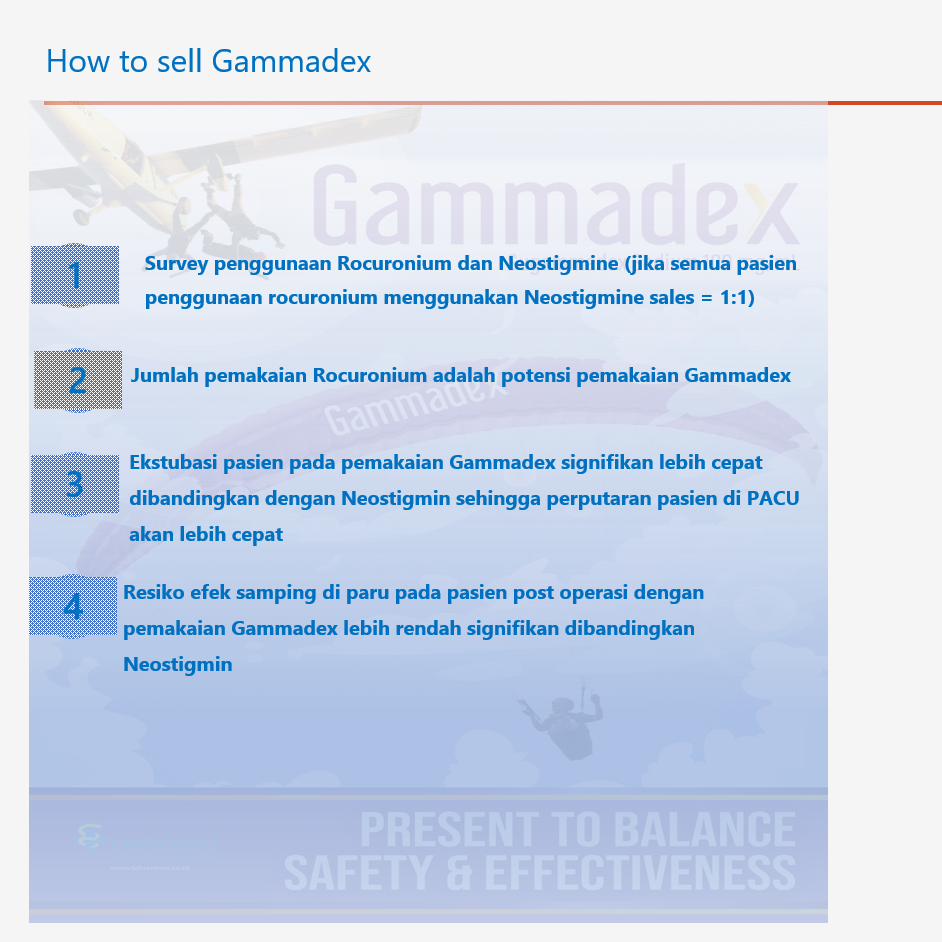 How to sell Gammadex
Gammadex
1
Survey penggunaan Rocuronium dan Neostigmine (jika semua pasien
penggunaan rocuronium menggunakan Neostigmine sales = 1:1)
2
Jumlah pemakaian Rocuronium adalah potensi pemakaian Gammadex
Gammadex
3
Ekstubasi pasien pada pemakaian Gammadex signifikan lebih cepat
dibandingkan dengan Neostigmin sehingga perputaran pasien di PACU
akan lebih cepat
4
Resiko efek samping di paru pada pasien post operasi dengan
pemakaian Gammadex lebih rendah signifikan dibandingkan
Neostigmin
PRESENT TO BALANCE
SAFETY & EFFECTIVENESS